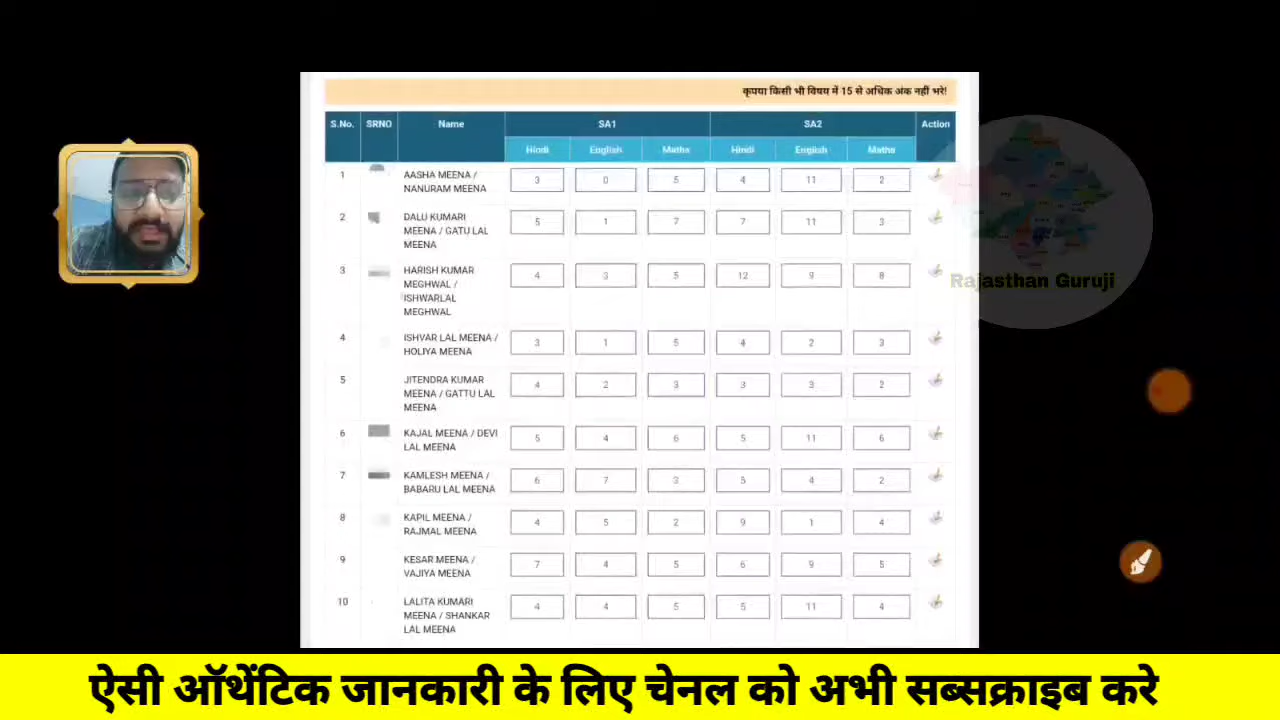 कृपया किसी भी विषय में 15 से अधिक अंक नहीं भरे!
S.No. SRNO Name SA1 SA2 Action
Hindi English Maths Hindi English Maths
1 AASHA MEENA / 3 0 5 4 11 2
NANURAM MEENA
2 DALU KUMARI 5 1 7 7 11 3
MEENA / GATU LAL
MEENA
3 HARISH KUMAR 4 3 5 12 9 8
MEGHWAL /
ISHWARLAL
MEGHWAL
Rajasthan Guruji
4 ISHVAR LAL MEENA / 3 1 5 4 2 3
HOLIYA MEENA
5 JITENDRA KUMAR 4 2 3 3 3 2
MEENA / GATTU LAL
MEENA
6 KAJAL MEENA / DEVI 5 4 6 5 11 6
LAL MEENA
7 KAMLESH MEENA / 6 7 3 5 4 2
BABARU LAL MEENA
8 KAPIL MEENA / 4 5 2 9 1 4
RAJMAL MEENA
9 KESAR MEENA / 7 4 5 6 9 5
VAJIYA MEENA
10 LALITA KUMARI 4 4 5 5 11 4
MEENA / SHANKAR
LAL MEENA
ऐसी ऑथेंटिक जानकारी के लिए चेनल को अभी सब्सक्राइब करे